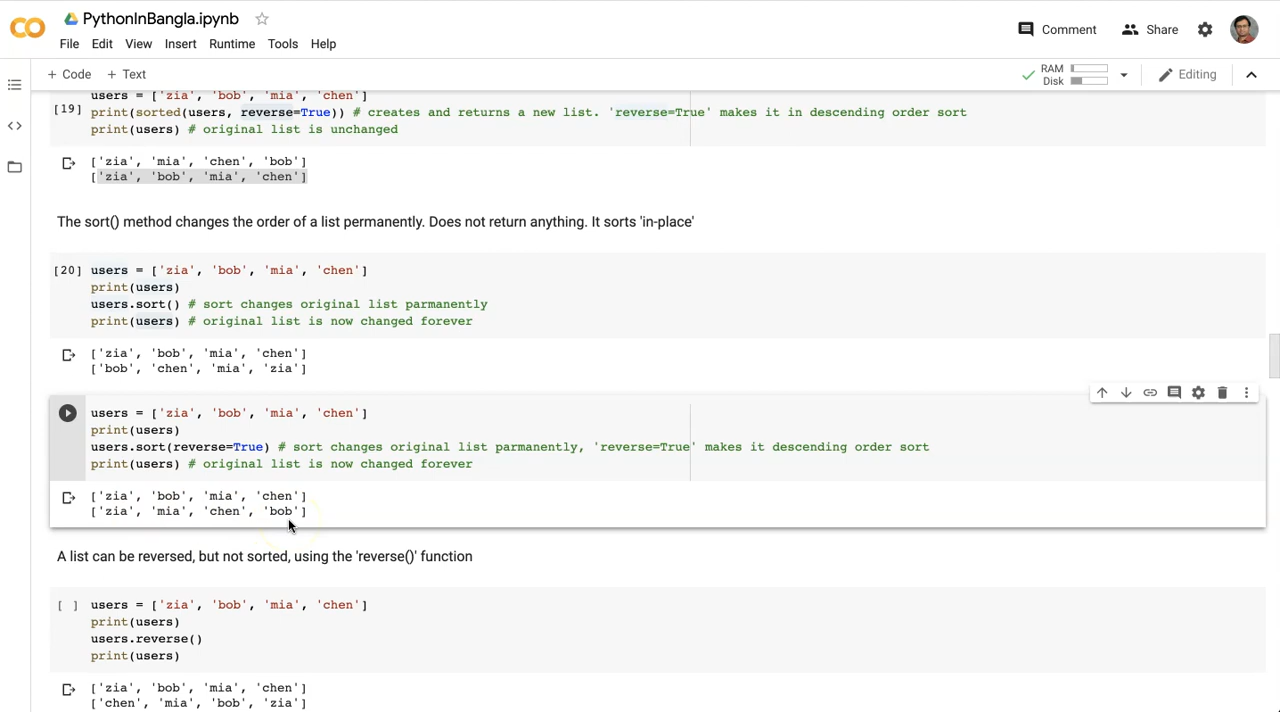 PythonInBangla.ipynb
Comment
Share
File Edit View Insert Runtime Tools Help
+ Code + Text
RAM
Disk
Editing
users = ['zia', 'bob', 'mia', 'chen']
[19] print(sorted(users, reverse=True)) # creates and returns a new list. 'reverse=True' makes it in descending order sort
print(users) # original list is unchanged
['zia', 'mia', 'chen', 'bob']
['zia', 'bob', 'mia', 'chen']
The sort() method changes the order of a list permanently. Does not return anything. It sorts 'in-place'
[20] users = ['zia', 'bob', 'mia', 'chen']
print(users)
users.sort() # sort changes original list parmanently
print(users) # original list is now changed forever
['zia', 'bob', 'mia', 'chen']
['bob', 'chen', 'mia', 'zia']
users = ['zia', 'bob', 'mia', 'chen']
print(users)
users.sort(reverse=True) # sort changes original list parmanently, 'reverse=True' makes it descending order sort
print(users) # original list is now changed forever
['zia', 'bob', 'mia', 'chen']
['zia', 'mia', 'chen', 'bob']
A list can be reversed, but not sorted, using the 'reverse()' function
[ ] users = ['zia', 'bob', 'mia', 'chen']
print(users)
users.reverse()
print(users)
['zia', 'bob', 'mia', 'chen']
['chen', 'mia', 'bob', 'zia']